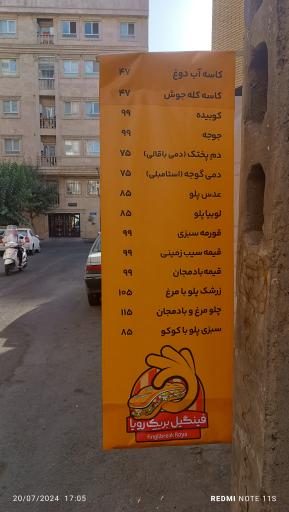 کاسه آب دوغ ۴۷
کاسه کله جوش ۴۷
کوبیده ۹۹
جوجه ۹۹
دم پختک (دمی باقالی) ۷۵
دمی گوجه (استامبلی) ۷۵
عدس پلو ۸۵
لوبیا پلو ۸۵
قورمه سبزی ۹۹
قیمه سیب زمینی ۹۹
قیمه بادمجان ۹۹
زرشک پلو با مرغ ۱۰۵
چلو مرغ و بادمجان ۱۱۵
سبزی پلو با کوکو ۸۵
فینگیل بریک رویا
Finglibreak Roya
20/07/2024 17:05
REDMI NOTE 11S